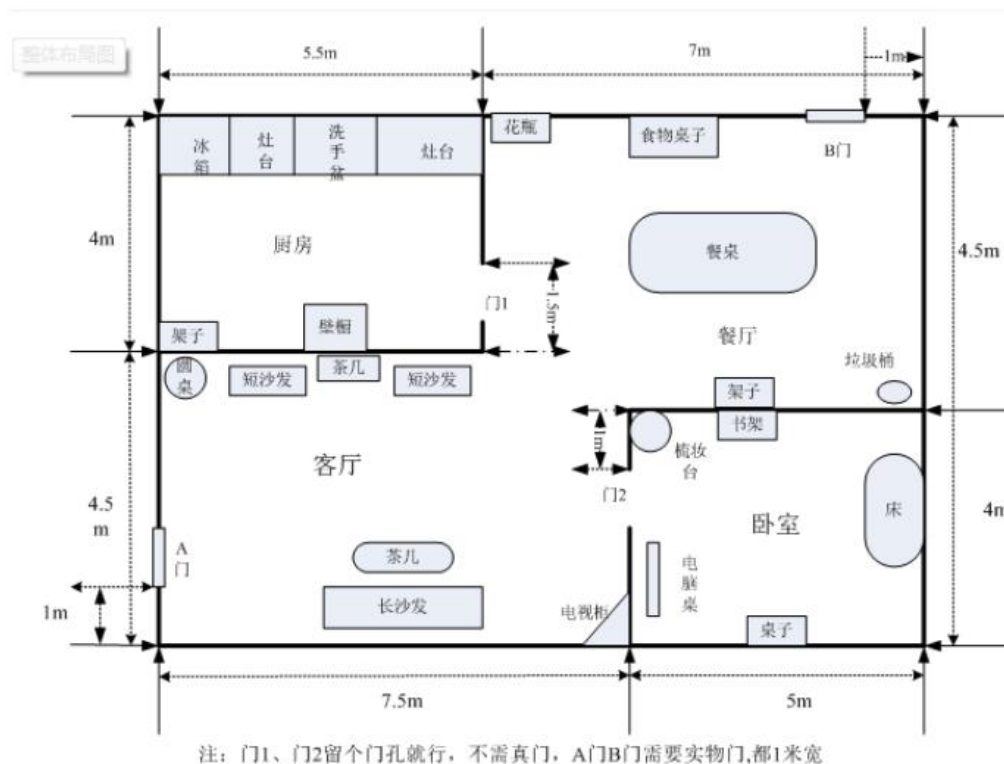 整体布局图
5.5m
7m
1m
冰箱
灶台
洗手盆
灶台
花瓶
食物桌子
B门
4m
厨房
餐桌
4.5m
门1
1.5m
架子
壁橱
餐厅
圆桌
短沙发
茶几
短沙发
垃圾桶
架子
书架
1m
梳妆台
客厅
门2
床
4.5
m
卧室
4m
A门
茶几
电脑桌
1m
长沙发
电视柜
桌子
7.5m
5m
注：门1、门2留个门孔就行，不需真门，A门B门需要实物门,都1米宽